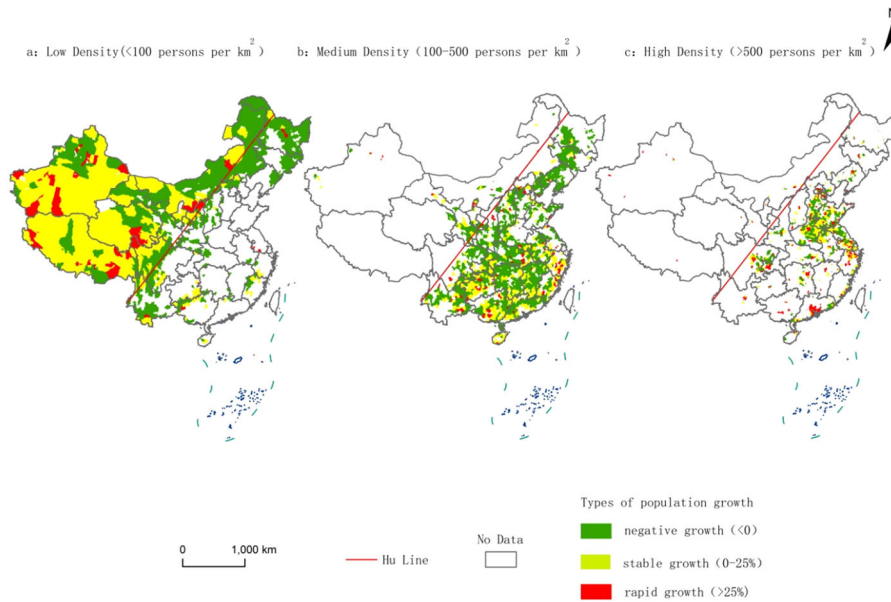 N
a: Low Density(<100 persons per km²)
b: Medium Density (100-500 persons per km²)
c: High Density (>500 persons per km²)
0 1,000 km
Hu Line
No Data
Types of population growth
negative growth (<0)
stable growth (0-25%)
rapid growth (>25%)